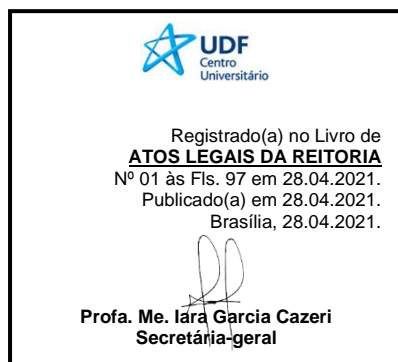 UDF
Centro
Universitário
Registrado(a) no Livro de
ATOS LEGAIS DA REITORIA
Nº 01 às Fls. 97 em 28.04.2021.
Publicado(a) em 28.04.2021.
Brasília, 28.04.2021.
Profa. Me. Iara Garcia Cazeri
Secretária-geral